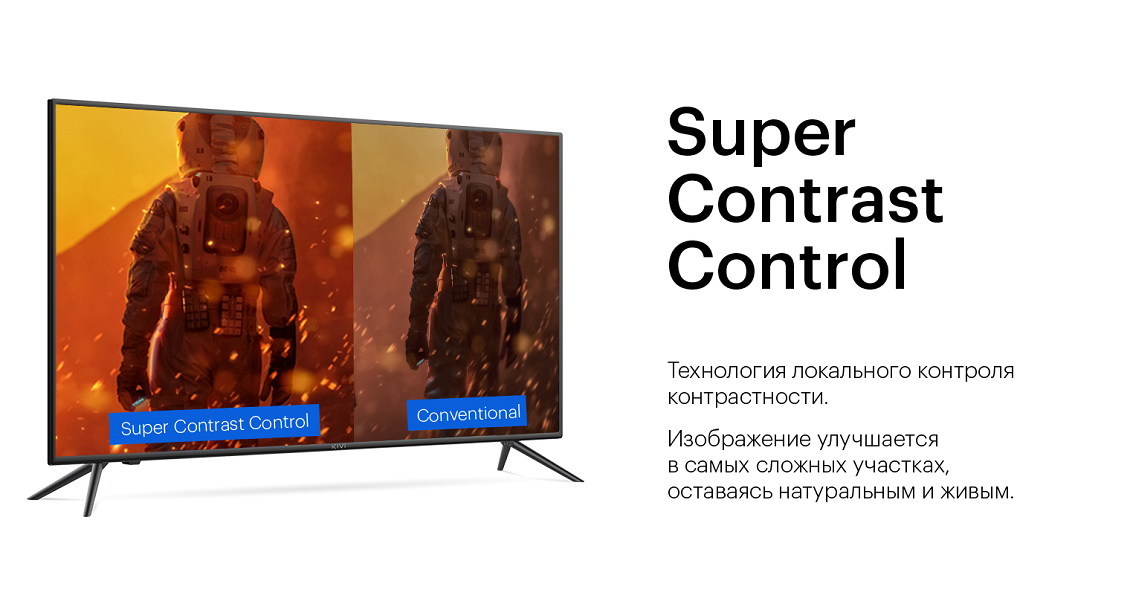 Super
Contrast
Control
Технология локального контроля
контрастности.
Изображение улучшается
в самых сложных участках,
оставаясь натуральным и живым.
Super Contrast Control
Conventional
KIVI